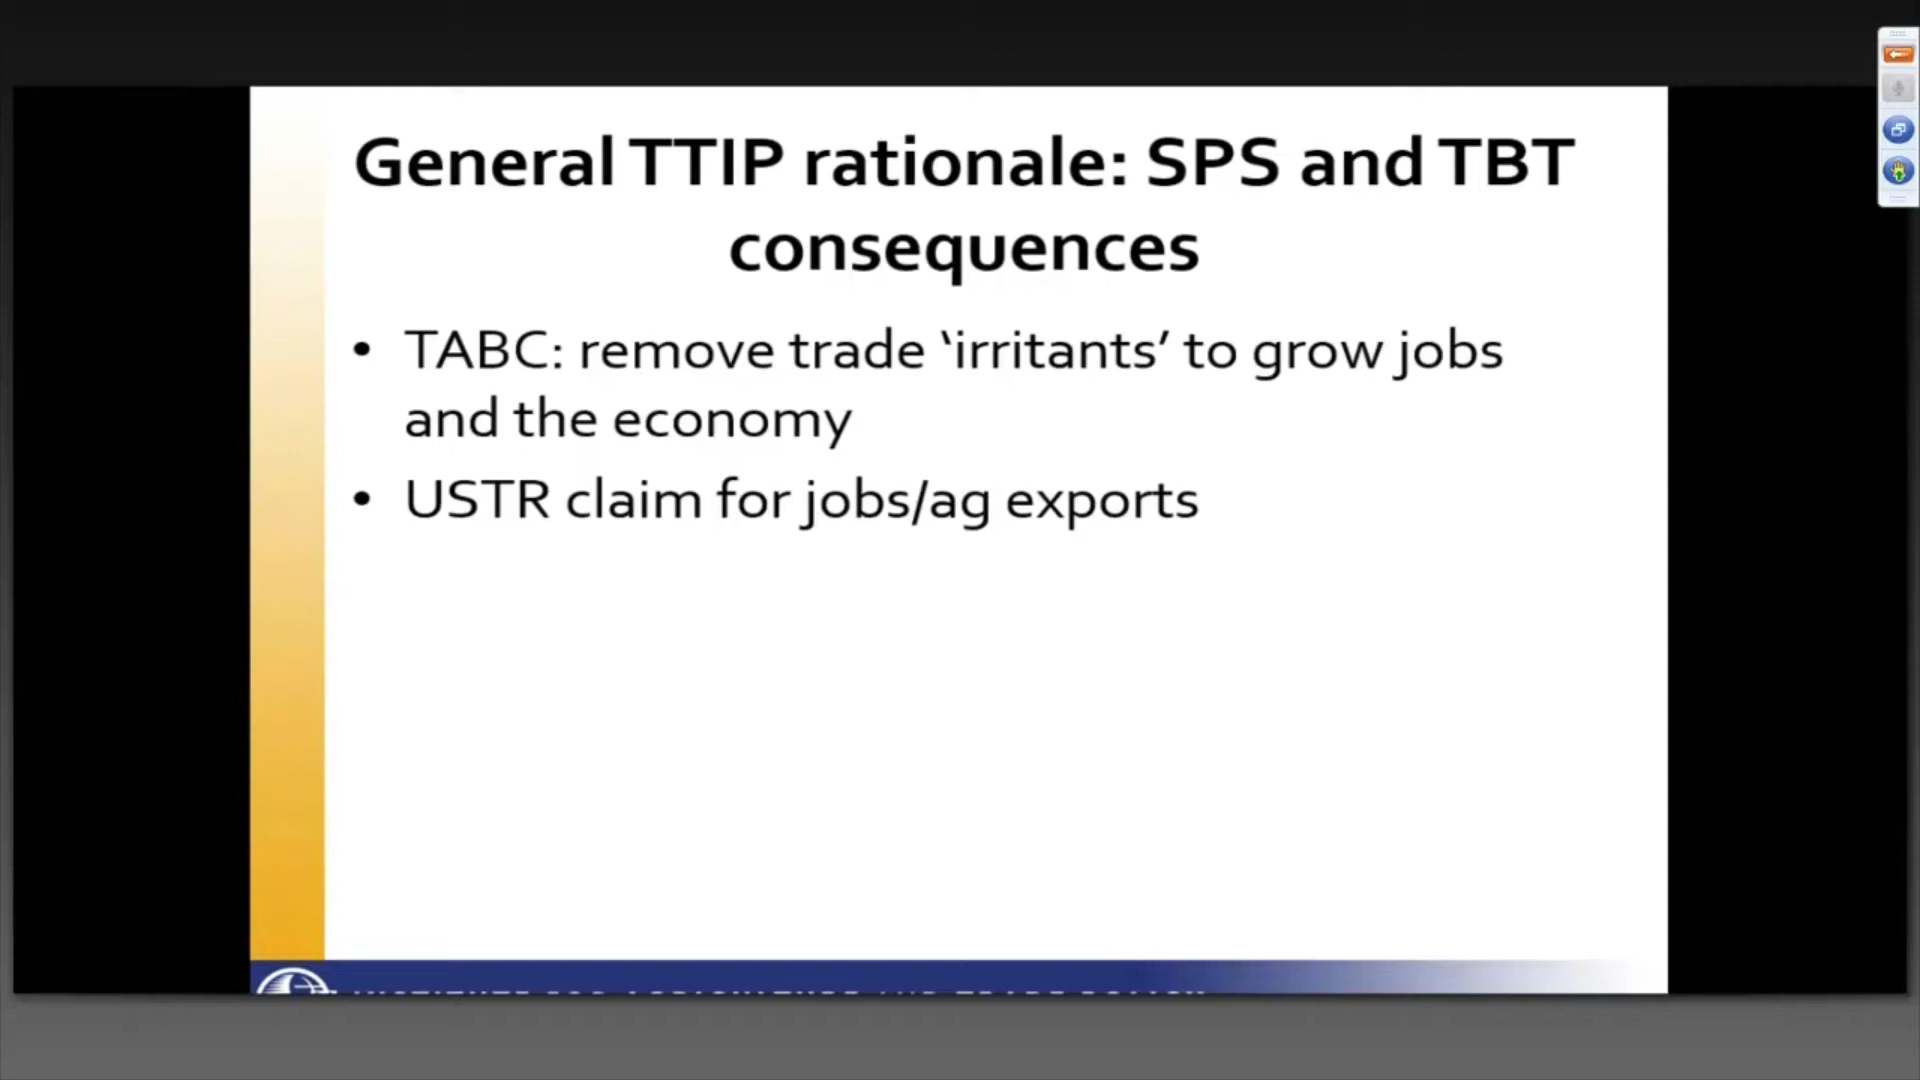 General TTIP rationale: SPS and TBT
consequences
• TABC: remove trade ‘irritants’ to grow jobs
and the economy
• USTR claim for jobs/ag exports